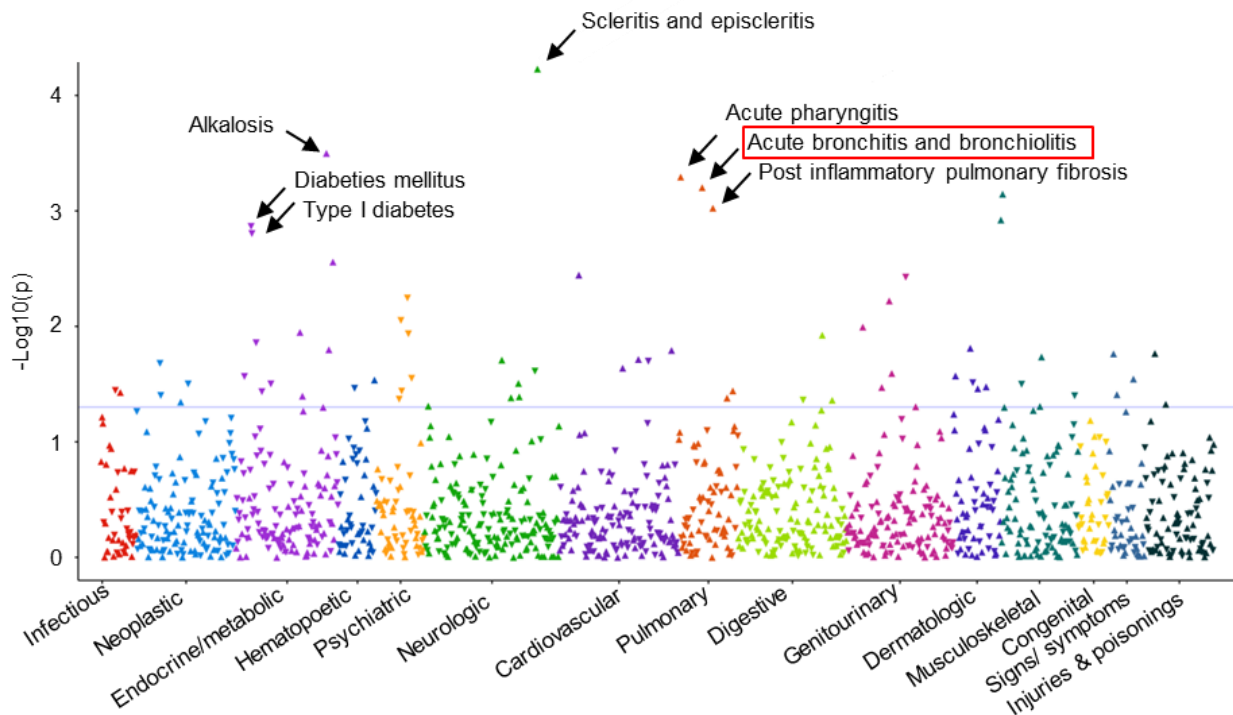 Scleritis and episcleritis
4
Alkalosis
Acute pharyngitis
Acute bronchitis and bronchiolitis
Post inflammatory pulmonary fibrosis
Diabeties mellitus
Type I diabetes
3
-Log10(p)
2
1
0
Infectious
Neoplastic
Endocrine/metabolic
Hematopoetic
Psychiatric
Neurologic
Cardiovascular
Pulmonary
Digestive
Genitourinary
Dermatologic
Musculoskeletal
Congenital
Signs/ symptoms
Injuries & poisonings